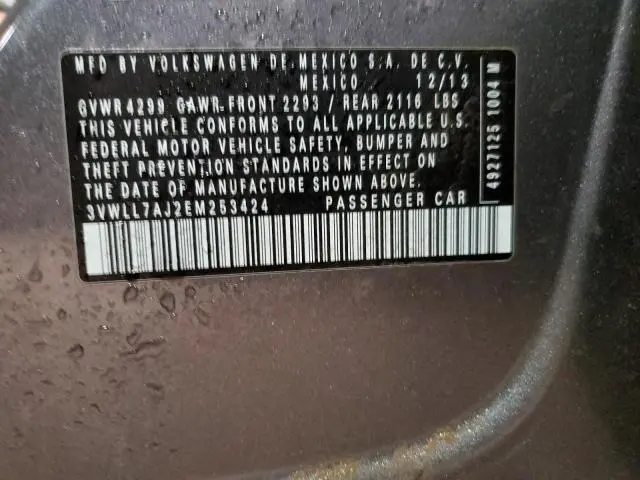 MFD BY VOLKSWAGEN DE MEXICO S.A. DE C.V.
MEXICO 12/13
GVWR 4299 GAWR-FRONT 2293 / REAR 2116 LBS
THIS VEHICLE CONFORMS TO ALL APPLICABLE U.S.
FEDERAL MOTOR VEHICLE SAFETY, BUMPER AND
THEFT PREVENTION STANDARDS IN EFFECT ON
THE DATE OF MANUFACTURE SHOWN ABOVE.
3VWLL7AJ2EM253424 PASSENGER CAR
4927125 1004 M